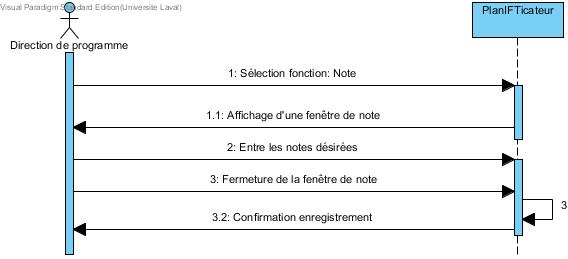 Visual Paradigm Standard Edition(Universite Laval)
PlanIFTicateur
Direction de programme
1: Sélection fonction: Note
1.1: Affichage d'une fenêtre de note
2: Entre les notes désirées
3: Fermeture de la fenêtre de note
3
3.2: Confirmation enregistrement